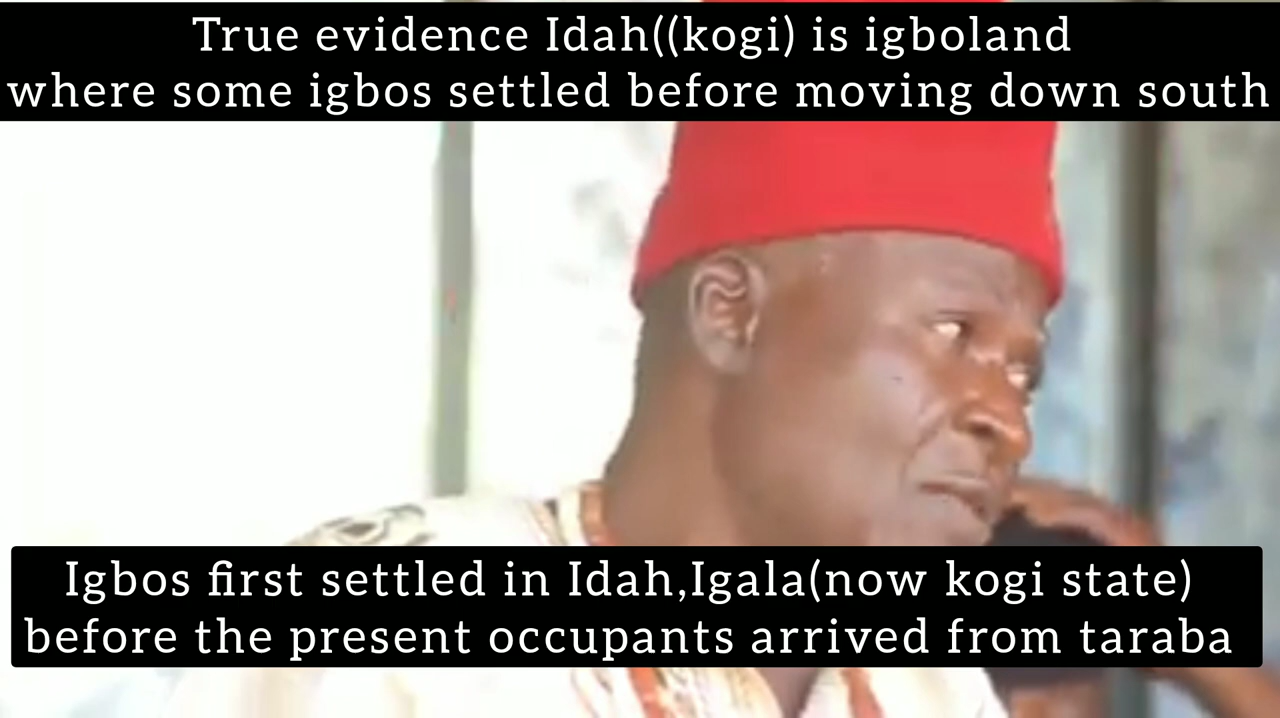 True evidence Idah((kogi) is igboland
where some igbos settled before moving down south
Igbos first settled in Idah,Igala(now kogi state)
before the present occupants arrived from taraba